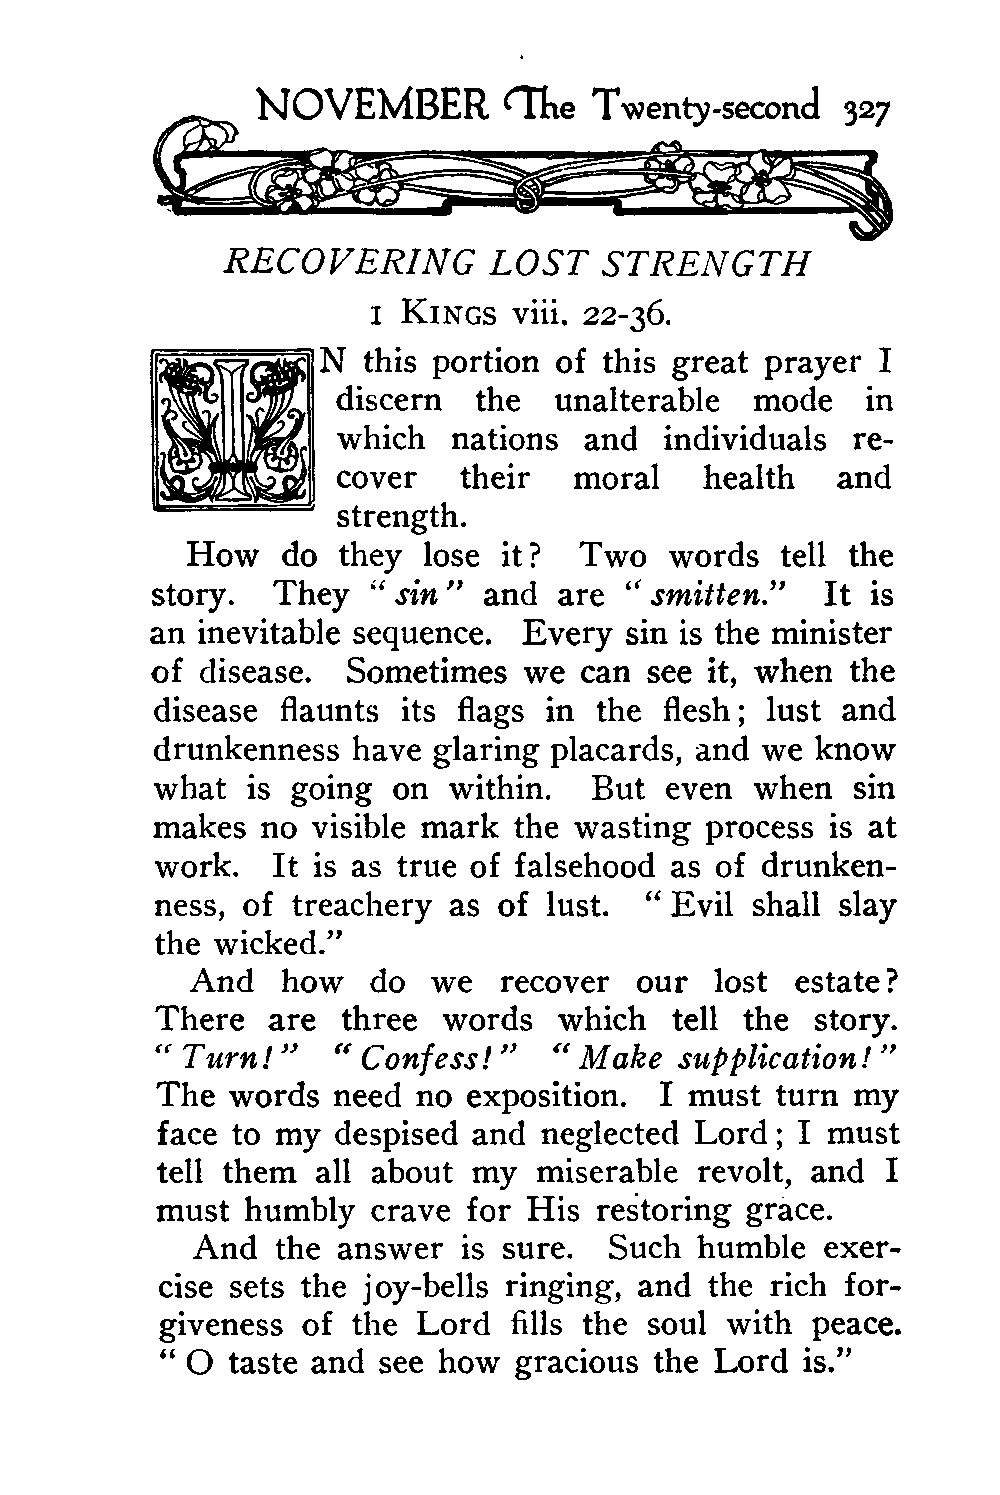 NOVEMBER The Twenty-second 327
RECOVERING LOST STRENGTH
1 KINGS viii. 22-36.
IN this portion of this great prayer I
discern the unalterable mode in
which nations and individuals re-
cover their moral health and
strength.
How do they lose it? Two words tell the
story. They "sin" and are "smitten." It is
an inevitable sequence. Every sin is the minister
of disease. Sometimes we can see it, when the
disease flaunts its flags in the flesh; lust and
drunkenness have glaring placards, and we know
what is going on within. But even when sin
makes no visible mark the wasting process is at
work. It is as true of falsehood as of drunken-
ness, of treachery as of lust. "Evil shall slay
the wicked."
And how do we recover our lost estate?
There are three words which tell the story.
"Turn!" "Confess!" "Make supplication!"
The words need no exposition. I must turn my
face to my despised and neglected Lord; I must
tell them all about my miserable revolt, and I
must humbly crave for His restoring grace.
And the answer is sure. Such humble exer-
cise sets the joy-bells ringing, and the rich for-
giveness of the Lord fills the soul with peace.
"O taste and see how gracious the Lord is."